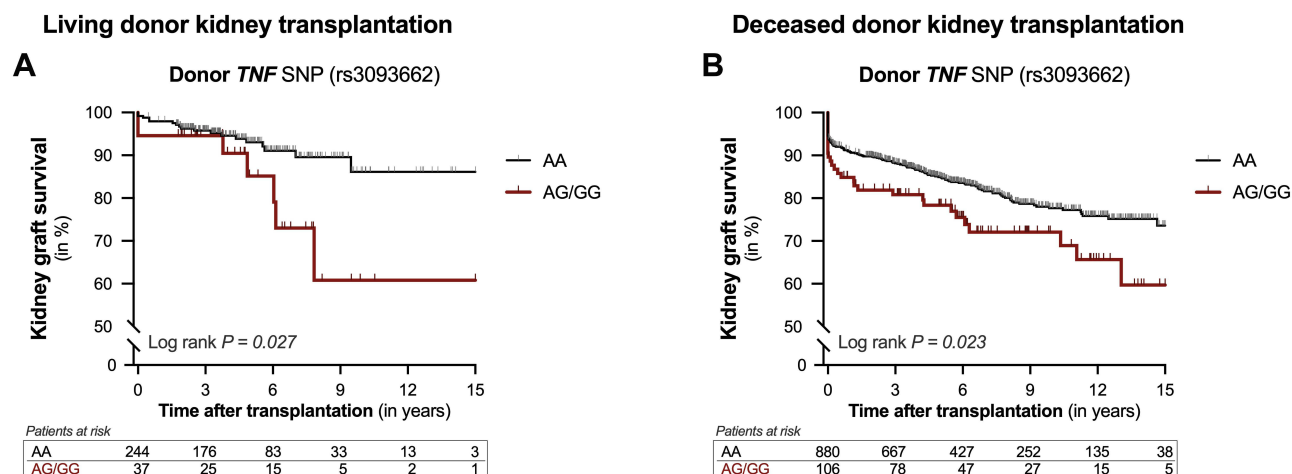 Living donor kidney transplantation
A
Donor TNF SNP (rs3093662)
Kidney graft survival
(in %)
100
90
80
70
60
50
0
Log rank P = 0.027
AA
AG/GG
0 3 6 9 12 15
Time after transplantation (in years)
Patients at risk
AA 244 176 83 33 13 3
AG/GG 37 25 15 5 2 1
Deceased donor kidney transplantation
B
Donor TNF SNP (rs3093662)
Kidney graft survival
(in %)
100
90
80
70
60
50
0
Log rank P = 0.023
AA
AG/GG
0 3 6 9 12 15
Time after transplantation (in years)
Patients at risk
AA 880 667 427 252 135 38
AG/GG 106 78 47 27 15 5